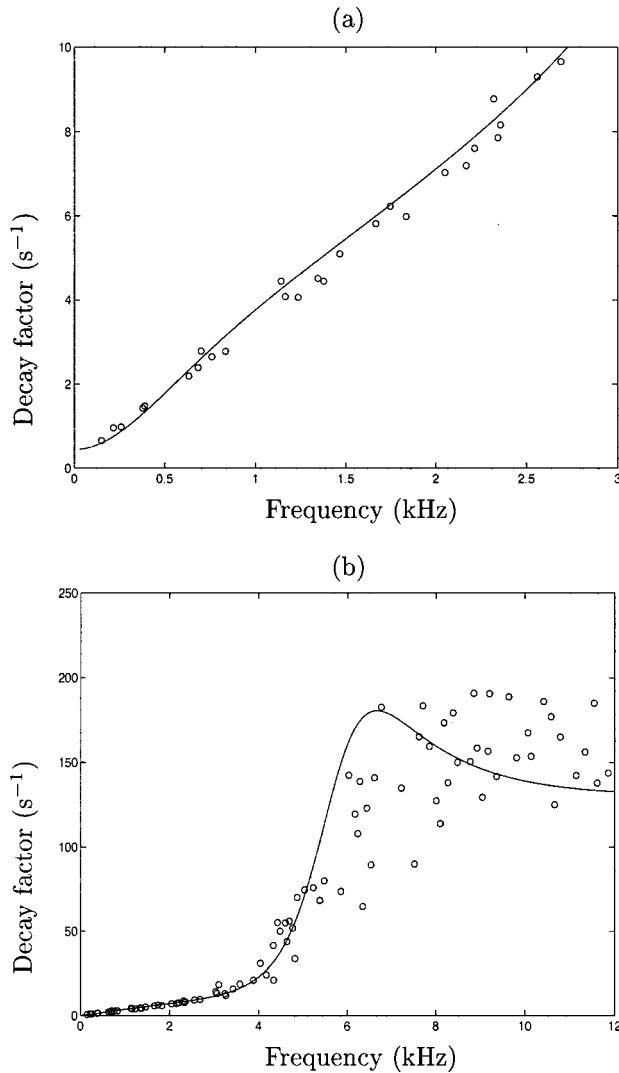 (a)
10
8
6
4
2
0
0 0.5 1 1.5 2 2.5 3
Decay factor (s⁻¹)
Frequency (kHz)
(b)
250
200
150
100
50
0
0 2 4 6 8 10 12
Decay factor (s⁻¹)
Frequency (kHz)